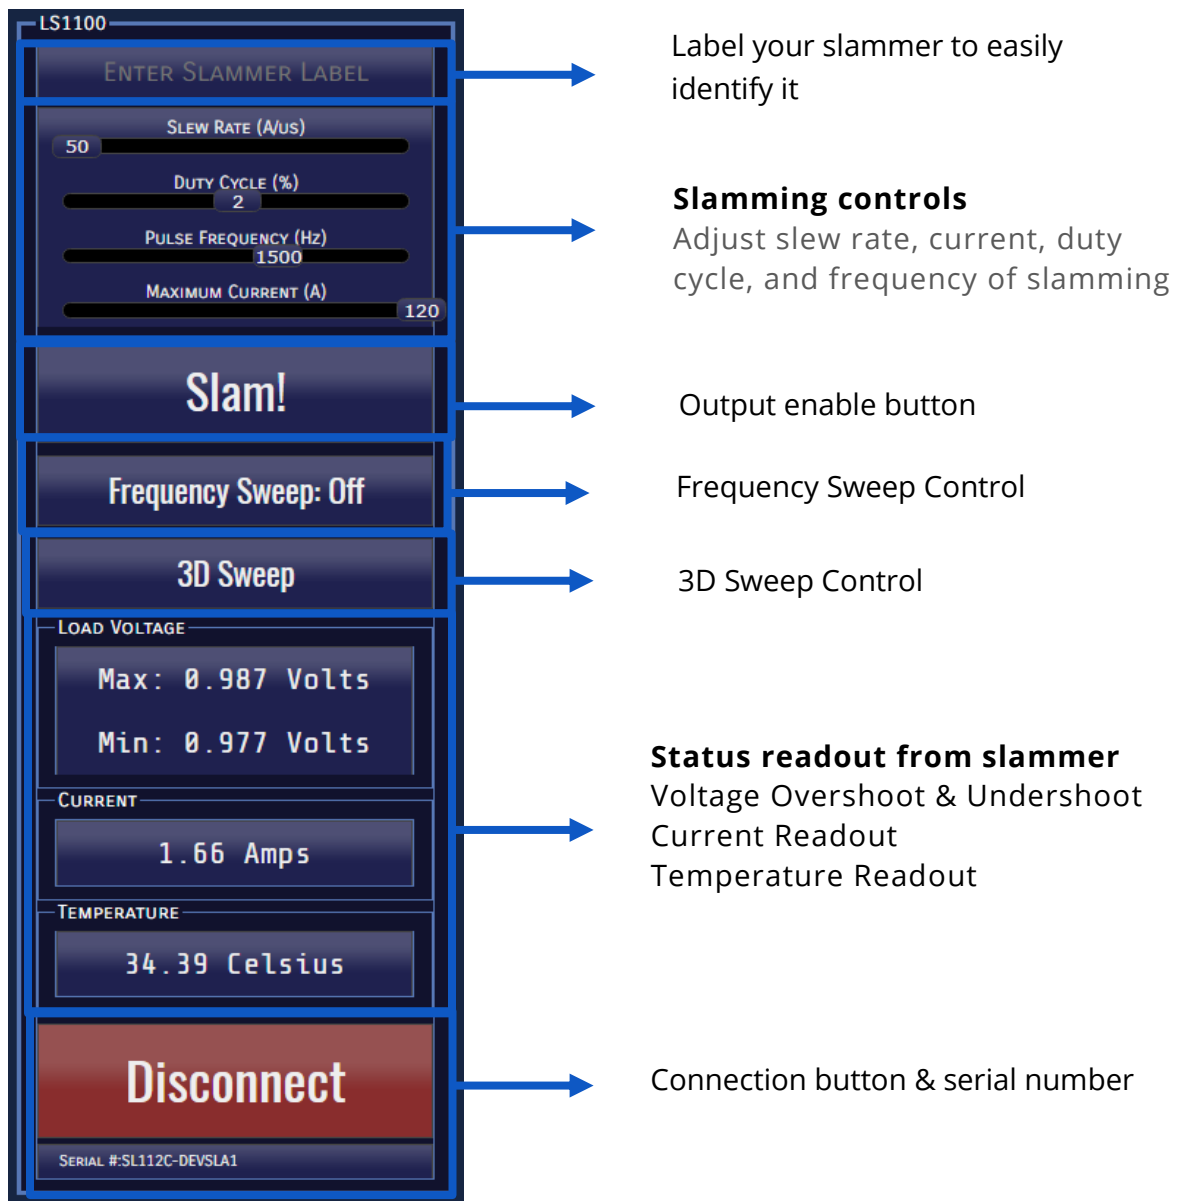 LS1100
Enter Slammer Label
Label your slammer to easily
identify it
Slew Rate (A/us)
50
Duty Cycle (%)
2
Pulse Frequency (Hz)
1500
Maximum Current (A)
120
Slamming controls
Adjust slew rate, current, duty
cycle, and frequency of slamming
Slam!
Output enable button
Frequency Sweep: Off
Frequency Sweep Control
3D Sweep
3D Sweep Control
Load Voltage
Max: 0.987 Volts
Min: 0.977 Volts
Current
1.66 Amps
Temperature
34.39 Celsius
Status readout from slammer
Voltage Overshoot & Undershoot
Current Readout
Temperature Readout
Disconnect
Serial #:SL112C-DEVSLA1
Connection button & serial number